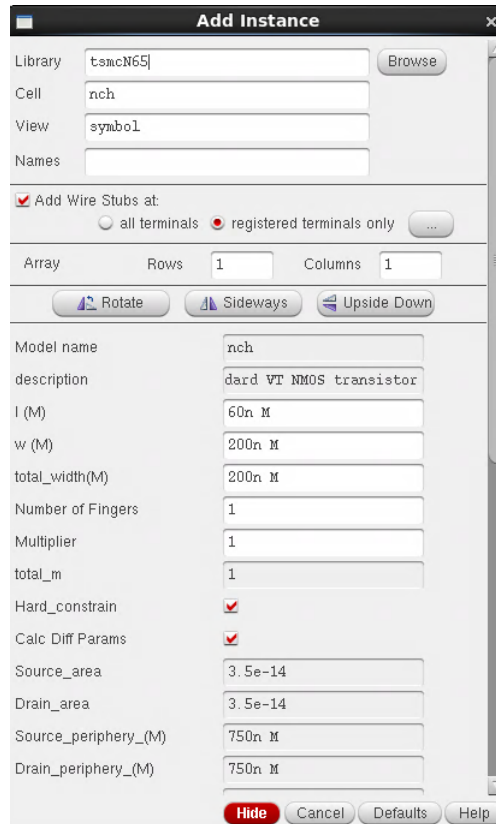 Add Instance
Library tsmcN65 Browse
Cell nch
View symbol
Names
Add Wire Stubs at:
all terminals registered terminals only ...
Array Rows 1 Columns 1
Rotate Sideways Upside Down
Model name nch
description dard VT NMOS transistor
l (M) 60n M
w (M) 200n M
total_width(M) 200n M
Number of Fingers 1
Multiplier 1
total_m 1
Hard_constrain
Calc Diff Params
Source_area 3.5e-14
Drain_area 3.5e-14
Source_periphery_(M) 750n M
Drain_periphery_(M) 750n M
Hide Cancel Defaults Help